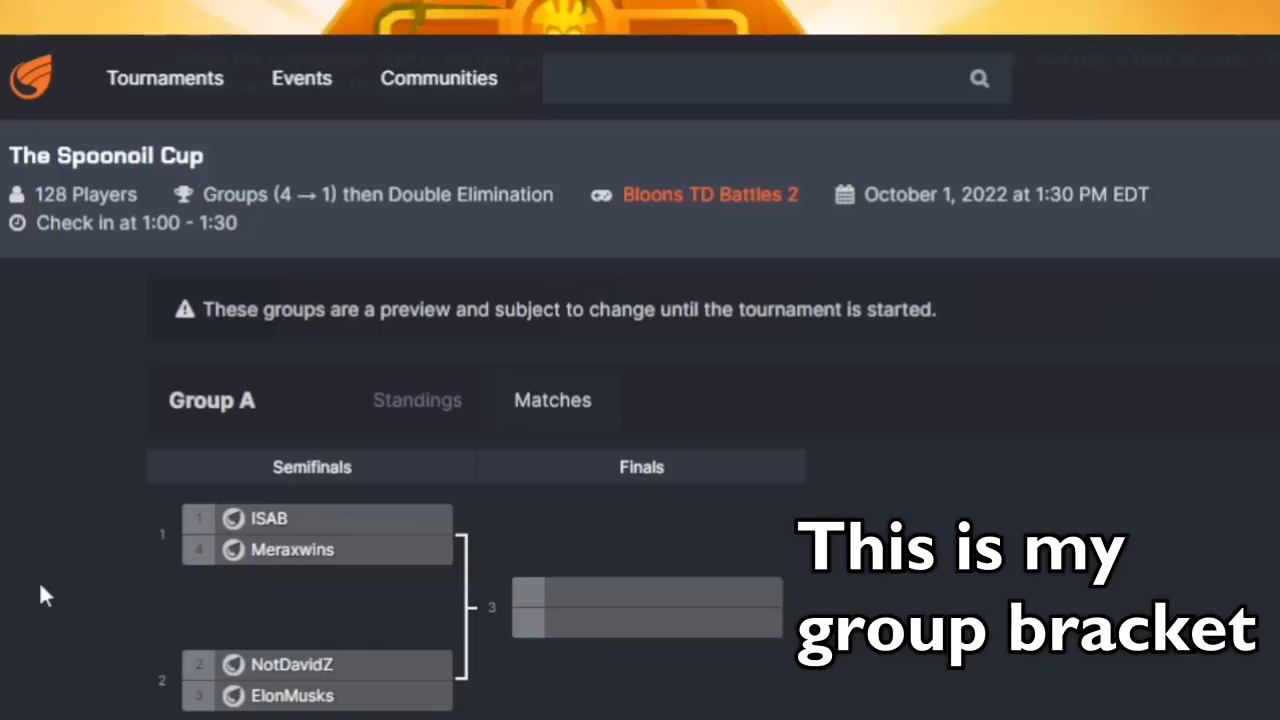 Tournaments Events Communities
The Spoonoil Cup
128 Players Groups (4 → 1) then Double Elimination Bloons TD Battles 2 October 1, 2022 at 1:30 PM EDT
Check in at 1:00 - 1:30
These groups are a preview and subject to change until the tournament is started.
Group A Standings Matches
Semifinals Finals
1 1 ISAB
4 Meraxwins
3
2 2 NotDavidZ
3 ElonMusks
This is my
group bracket